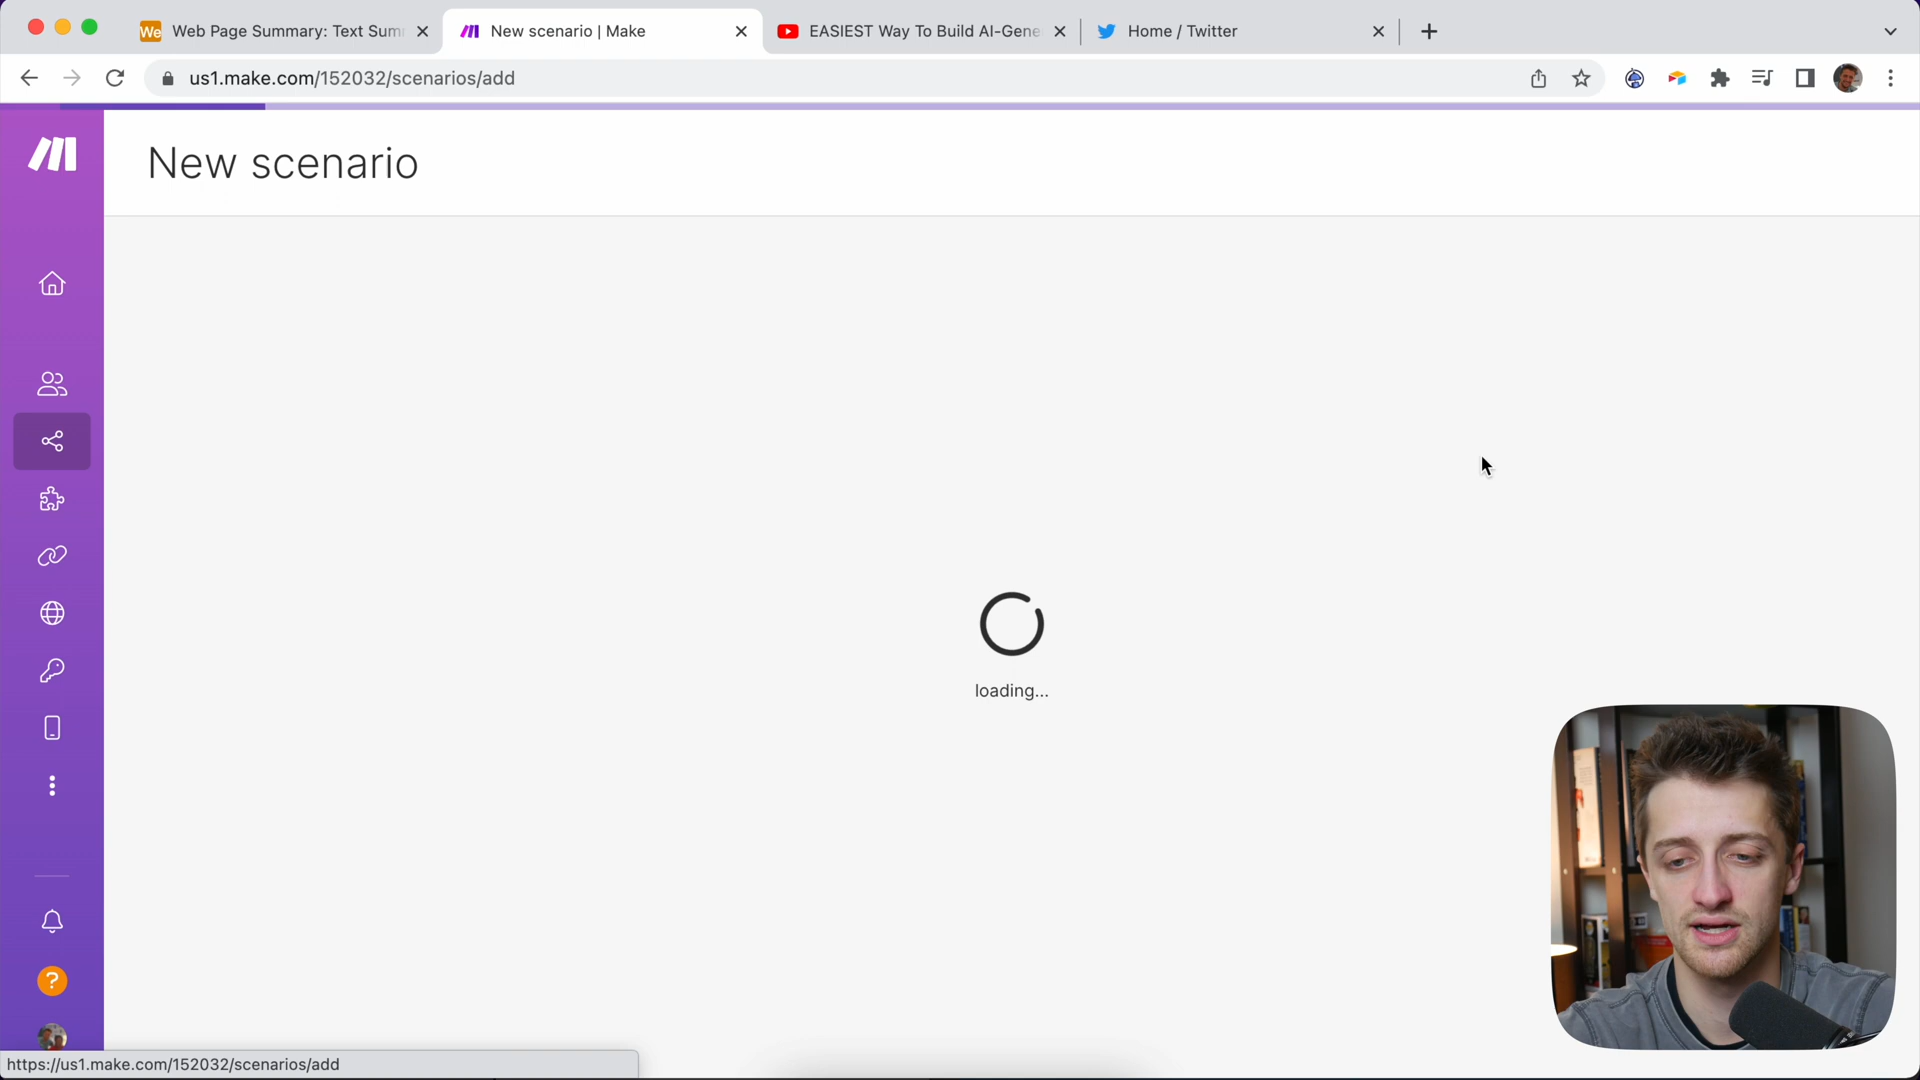 We Web Page Summary: Text Sum
New scenario | Make
EASIEST Way To Build AI-Gene
Home / Twitter
us1.make.com/152032/scenarios/add
New scenario
loading...
?
https://us1.make.com/152032/scenarios/add